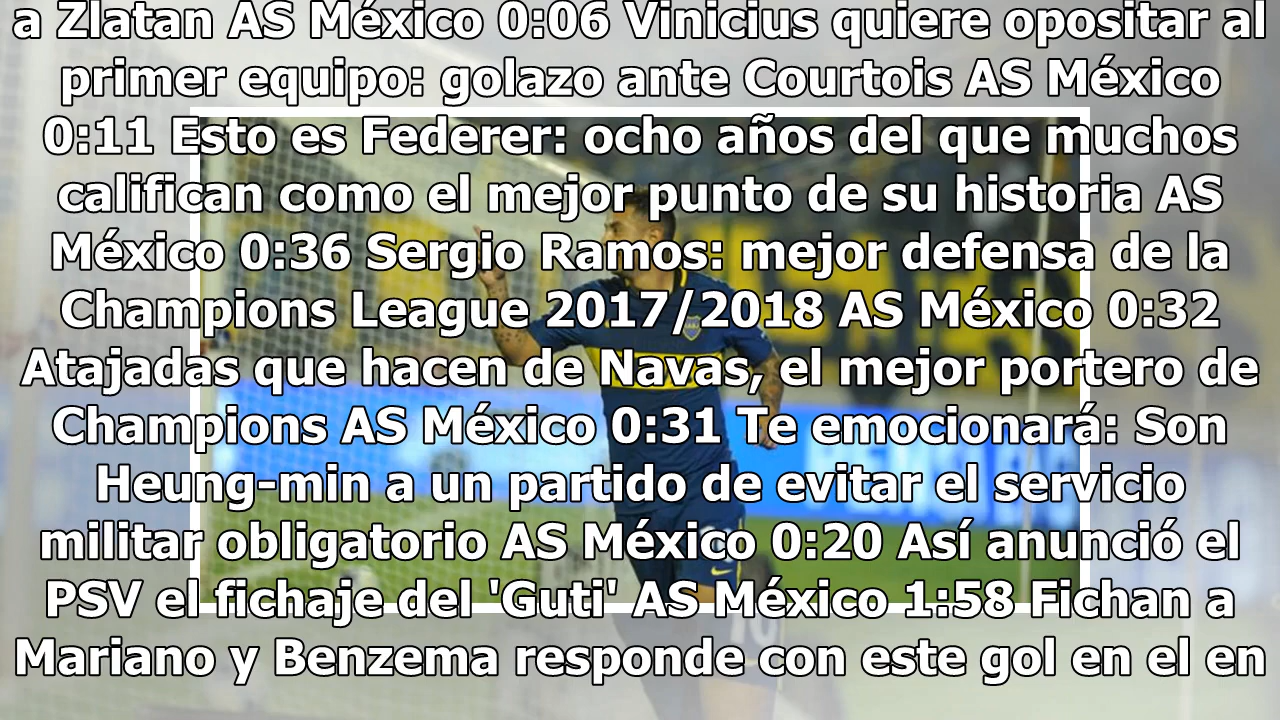 a Zlatan AS México 0:06 Vinicius quiere opositar al
primer equipo: golazo ante Courtois AS México
0:11 Esto es Federer: ocho años del que muchos
califican como el mejor punto de su historia AS
México 0:36 Sergio Ramos: mejor defensa de la
Champions League 2017/2018 AS México 0:32
Atajadas que hacen de Navas, el mejor portero de
Champions AS México 0:31 Te emocionará: Son
Heung-min a un partido de evitar el servicio
militar obligatorio AS México 0:20 Así anunció el
PSV el fichaje del 'Guti' AS México 1:58 Fichan a
Mariano y Benzema responde con este gol en el en